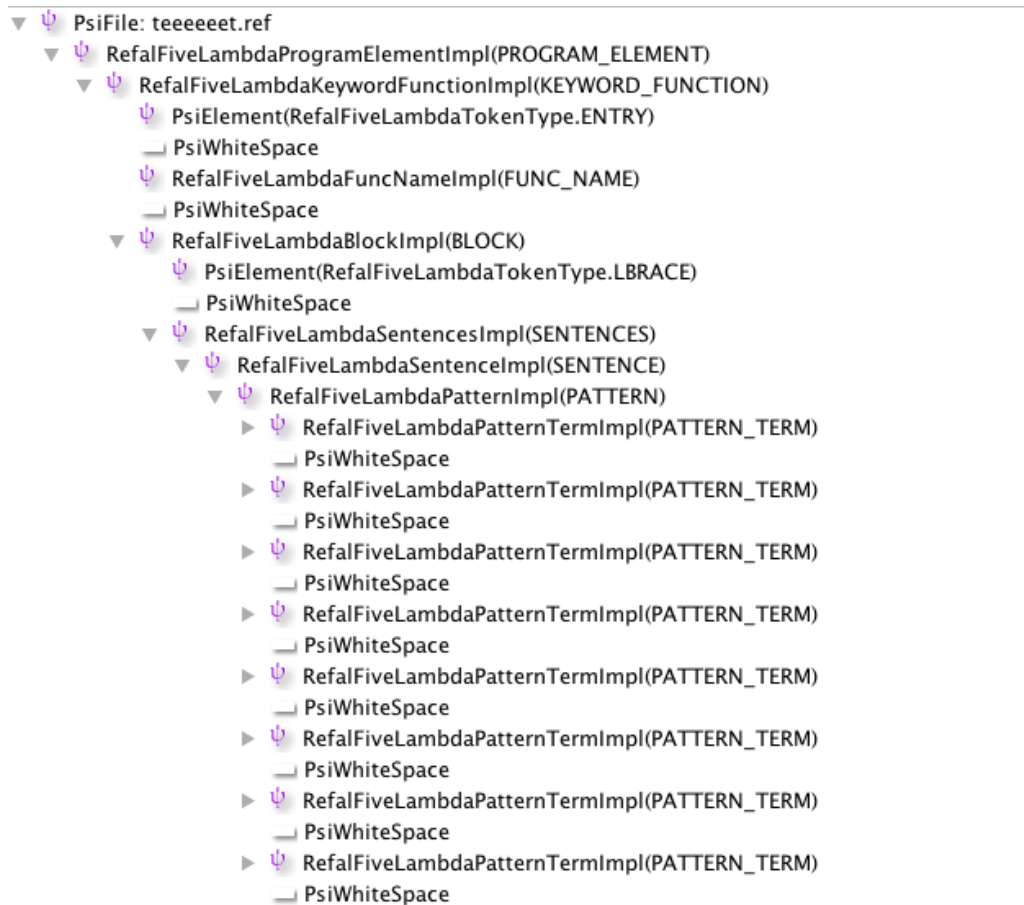 PsiFile: teeeeeet.ref
RefalFiveLambdaProgramElementImpl(PROGRAM_ELEMENT)
RefalFiveLambdaKeywordFunctionImpl(KEYWORD_FUNCTION)
PsiElement(RefalFiveLambdaTokenType.ENTRY)
PsiWhiteSpace
RefalFiveLambdaFuncNameImpl(FUNC_NAME)
PsiWhiteSpace
RefalFiveLambdaBlockImpl(BLOCK)
PsiElement(RefalFiveLambdaTokenType.LBRACE)
PsiWhiteSpace
RefalFiveLambdaSentencesImpl(SENTENCES)
RefalFiveLambdaSentenceImpl(SENTENCE)
RefalFiveLambdaPatternImpl(PATTERN)
RefalFiveLambdaPatternTermImpl(PATTERN_TERM)
PsiWhiteSpace
RefalFiveLambdaPatternTermImpl(PATTERN_TERM)
PsiWhiteSpace
RefalFiveLambdaPatternTermImpl(PATTERN_TERM)
PsiWhiteSpace
RefalFiveLambdaPatternTermImpl(PATTERN_TERM)
PsiWhiteSpace
RefalFiveLambdaPatternTermImpl(PATTERN_TERM)
PsiWhiteSpace
RefalFiveLambdaPatternTermImpl(PATTERN_TERM)
PsiWhiteSpace
RefalFiveLambdaPatternTermImpl(PATTERN_TERM)
PsiWhiteSpace
RefalFiveLambdaPatternTermImpl(PATTERN_TERM)
PsiWhiteSpace